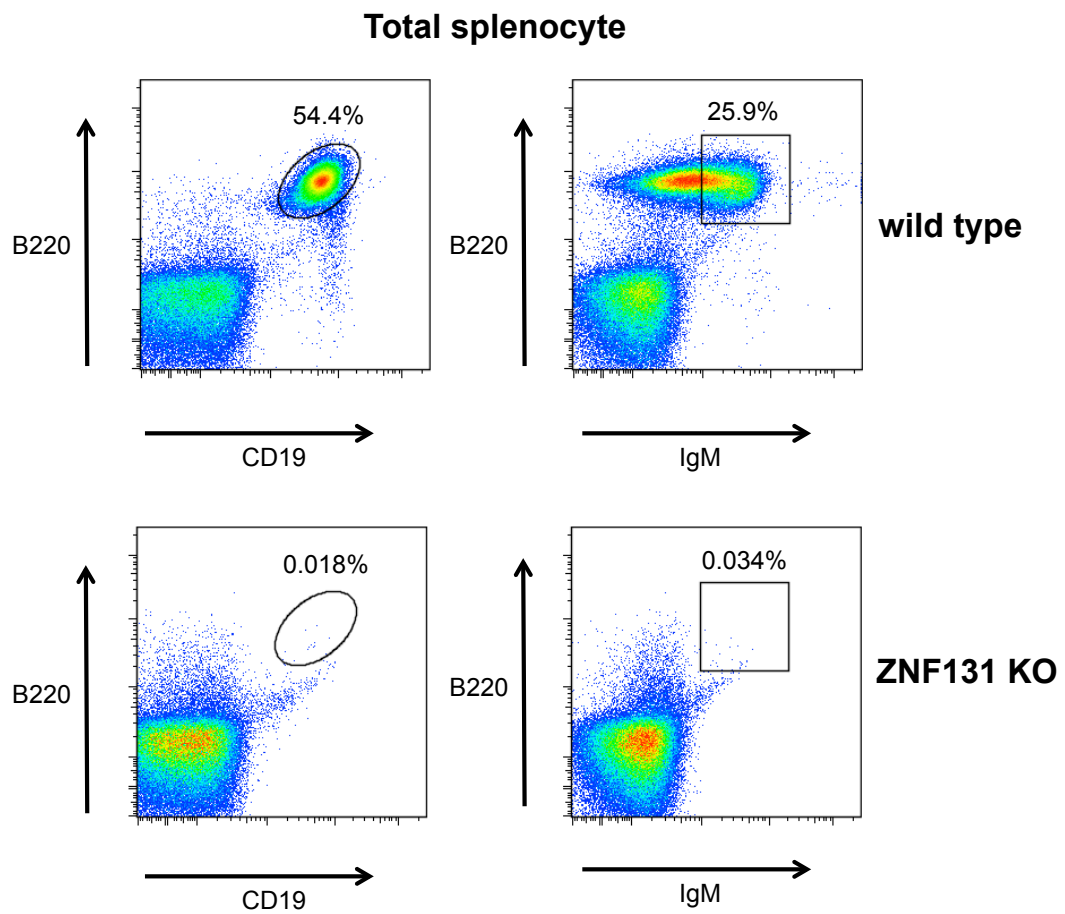 Total splenocyte
54.4%
25.9%
B220
B220
wild type
CD19
IgM
0.018%
0.034%
B220
B220
ZNF131 KO
CD19
IgM